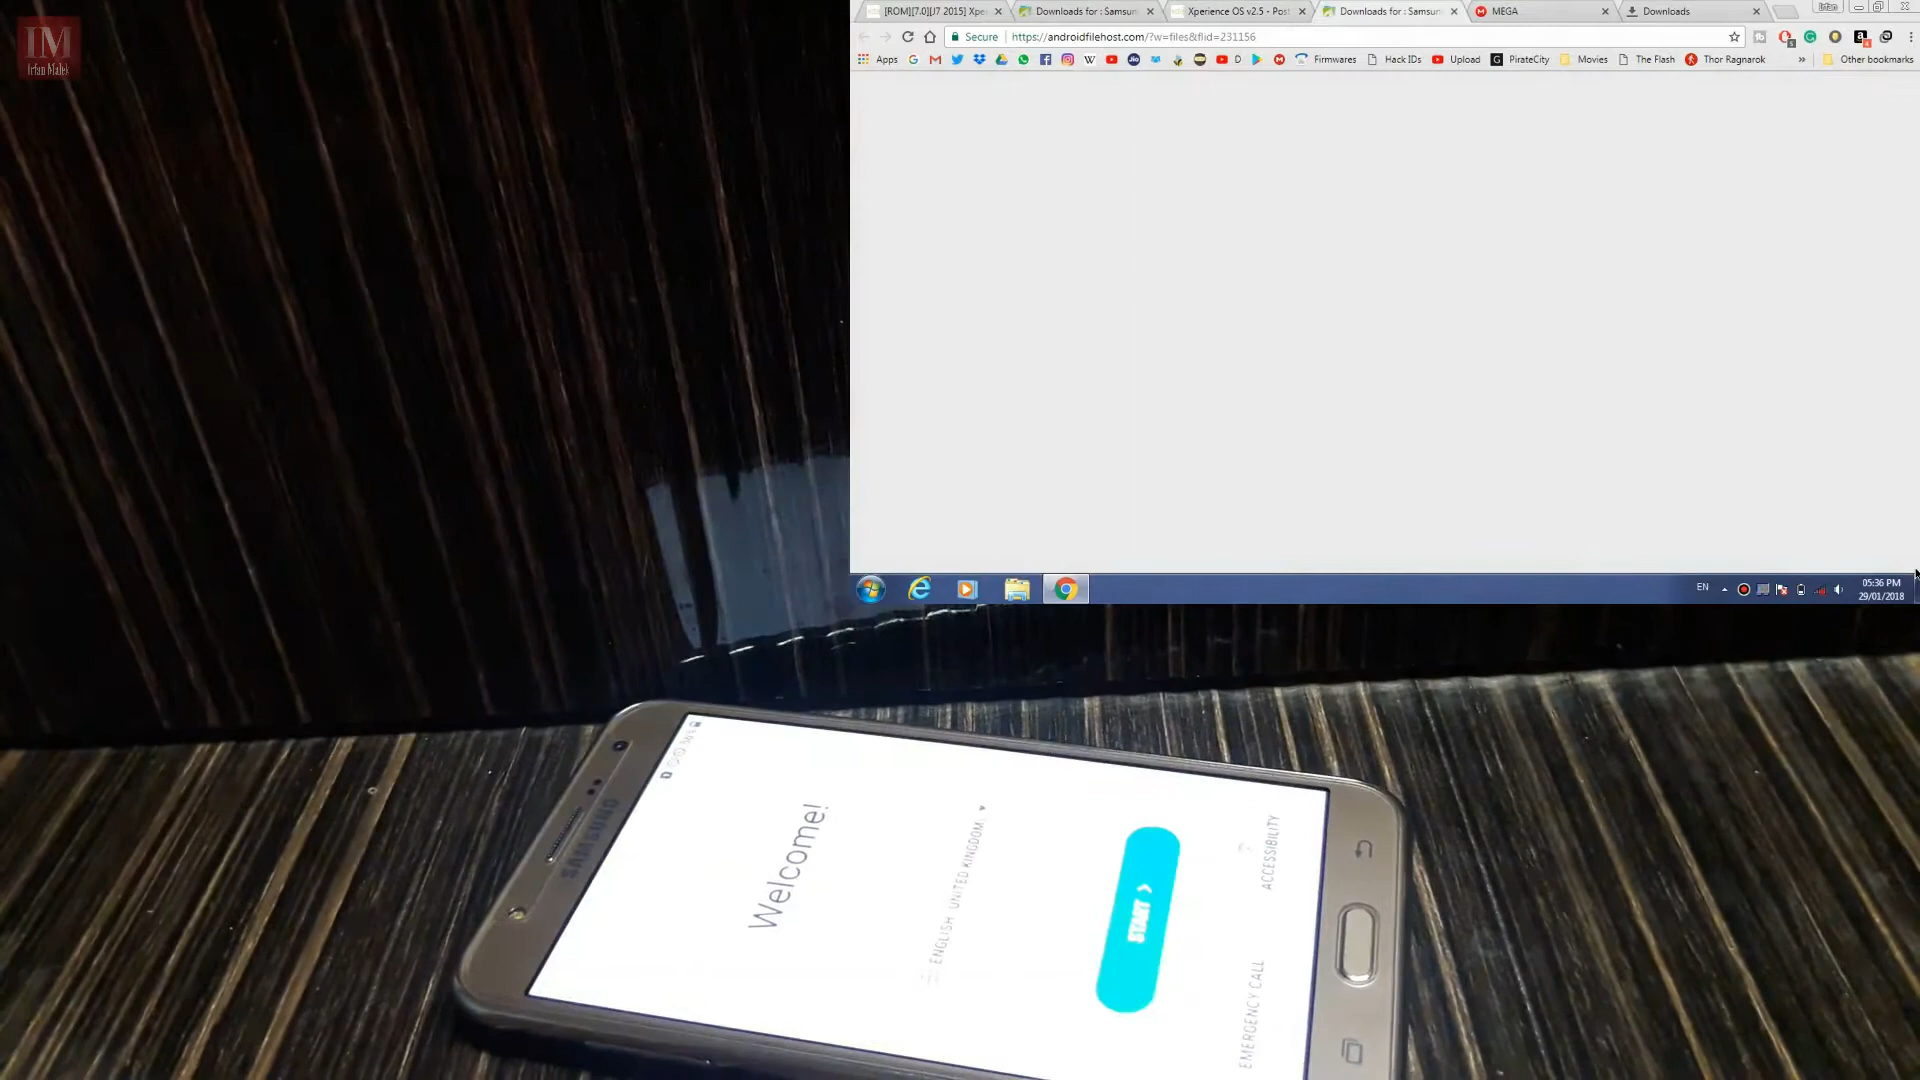 IM
Irfan Malek
[ROM][7.0][J7 2015] Xpe
Downloads for : Samsun
Xperience OS v2.5 - Post
Downloads for : Samsun
MEGA
Downloads
Irfan
Secure
https://androidfilehost.com/?w=files&flid=231156
Apps
D
Firmwares
Hack IDs
Upload
PirateCity
Movies
The Flash
Thor Ragnarok
»
Other bookmarks
EN
05:36 PM
29/01/2018
SAMSUNG
Welcome!
ENGLISH (UNITED KINGDOM)
START >
ACCESSIBILITY
EMERGENCY CALL